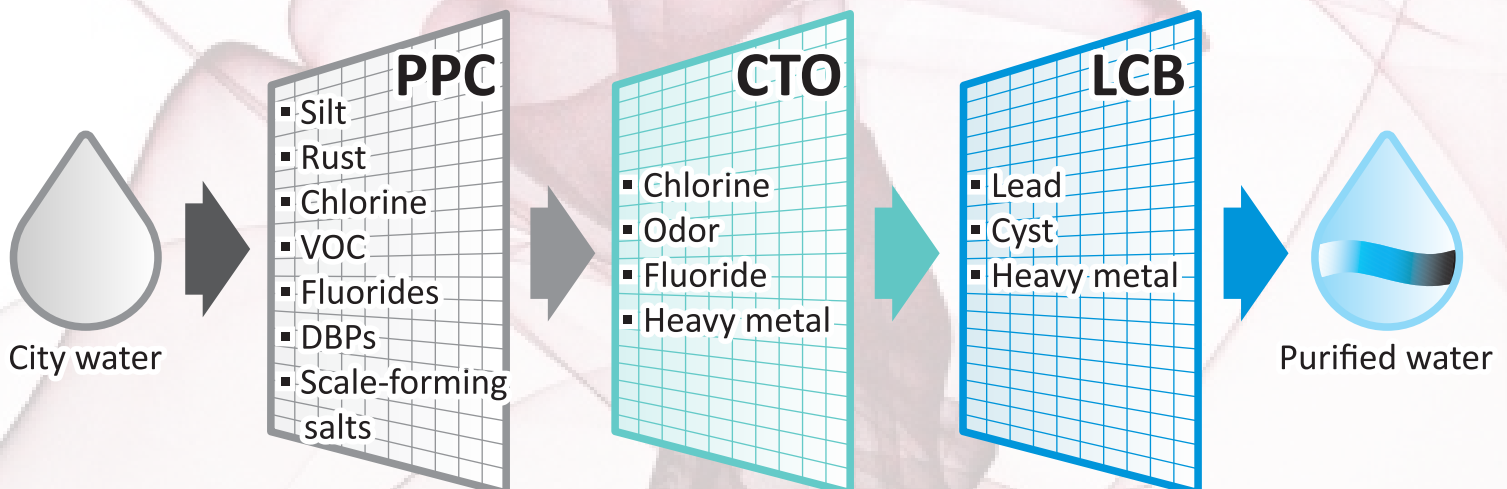 City water
PPC
▪ Silt
▪ Rust
▪ Chlorine
▪ VOC
▪ Fluorides
▪ DBPs
▪ Scale-forming
salts
CTO
▪ Chlorine
▪ Odor
▪ Fluoride
▪ Heavy metal
LCB
▪ Lead
▪ Cyst
▪ Heavy metal
Purified water